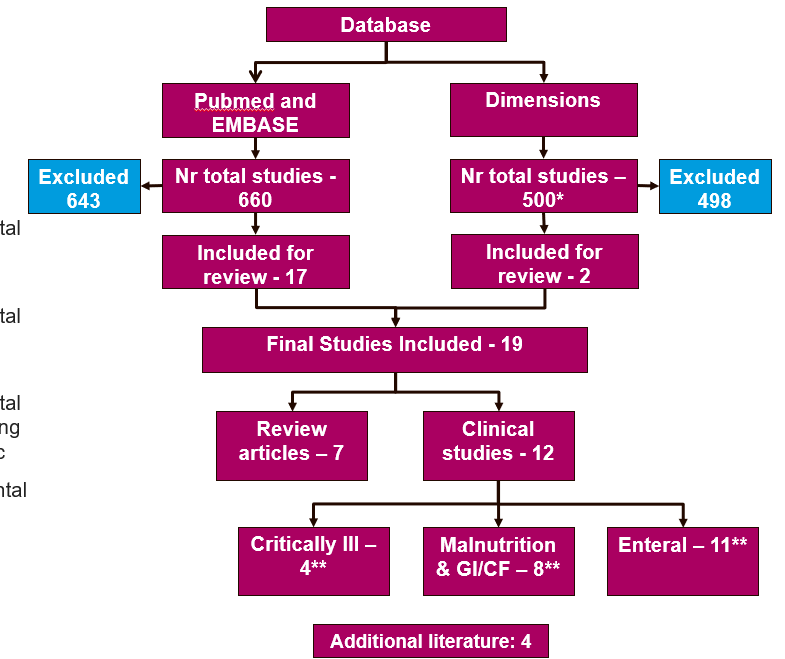 Database
Pubmed and
EMBASE
Dimensions
Excluded
643
Nr total studies -
660
Nr total studies –
500*
Excluded
498
Included for
review - 17
Included for
review - 2
Final Studies Included - 19
Review
articles – 7
Clinical
studies - 12
Critically Ill –
4**
Malnutrition
& GI/CF – 8**
Enteral – 11**
Additional literature: 4
tal
tal
tal
ng
c
ntal